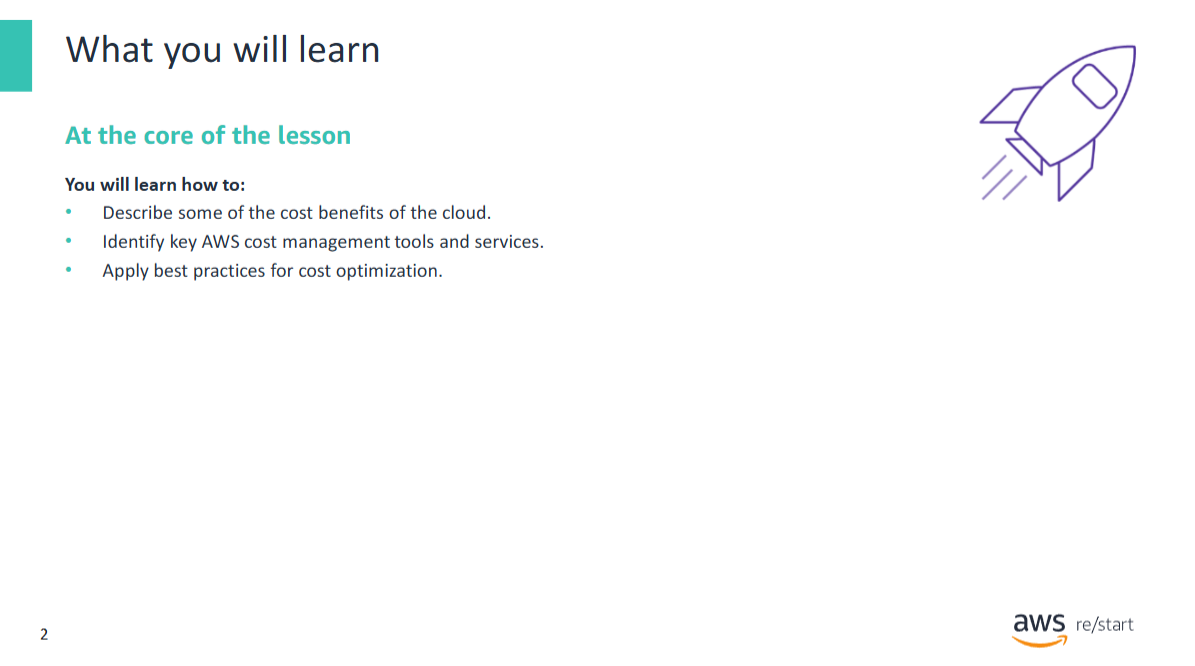 What you will learn
At the core of the lesson
You will learn how to:
• Describe some of the cost benefits of the cloud.
• Identify key AWS cost management tools and services.
• Apply best practices for cost optimization.
2
aws re/start